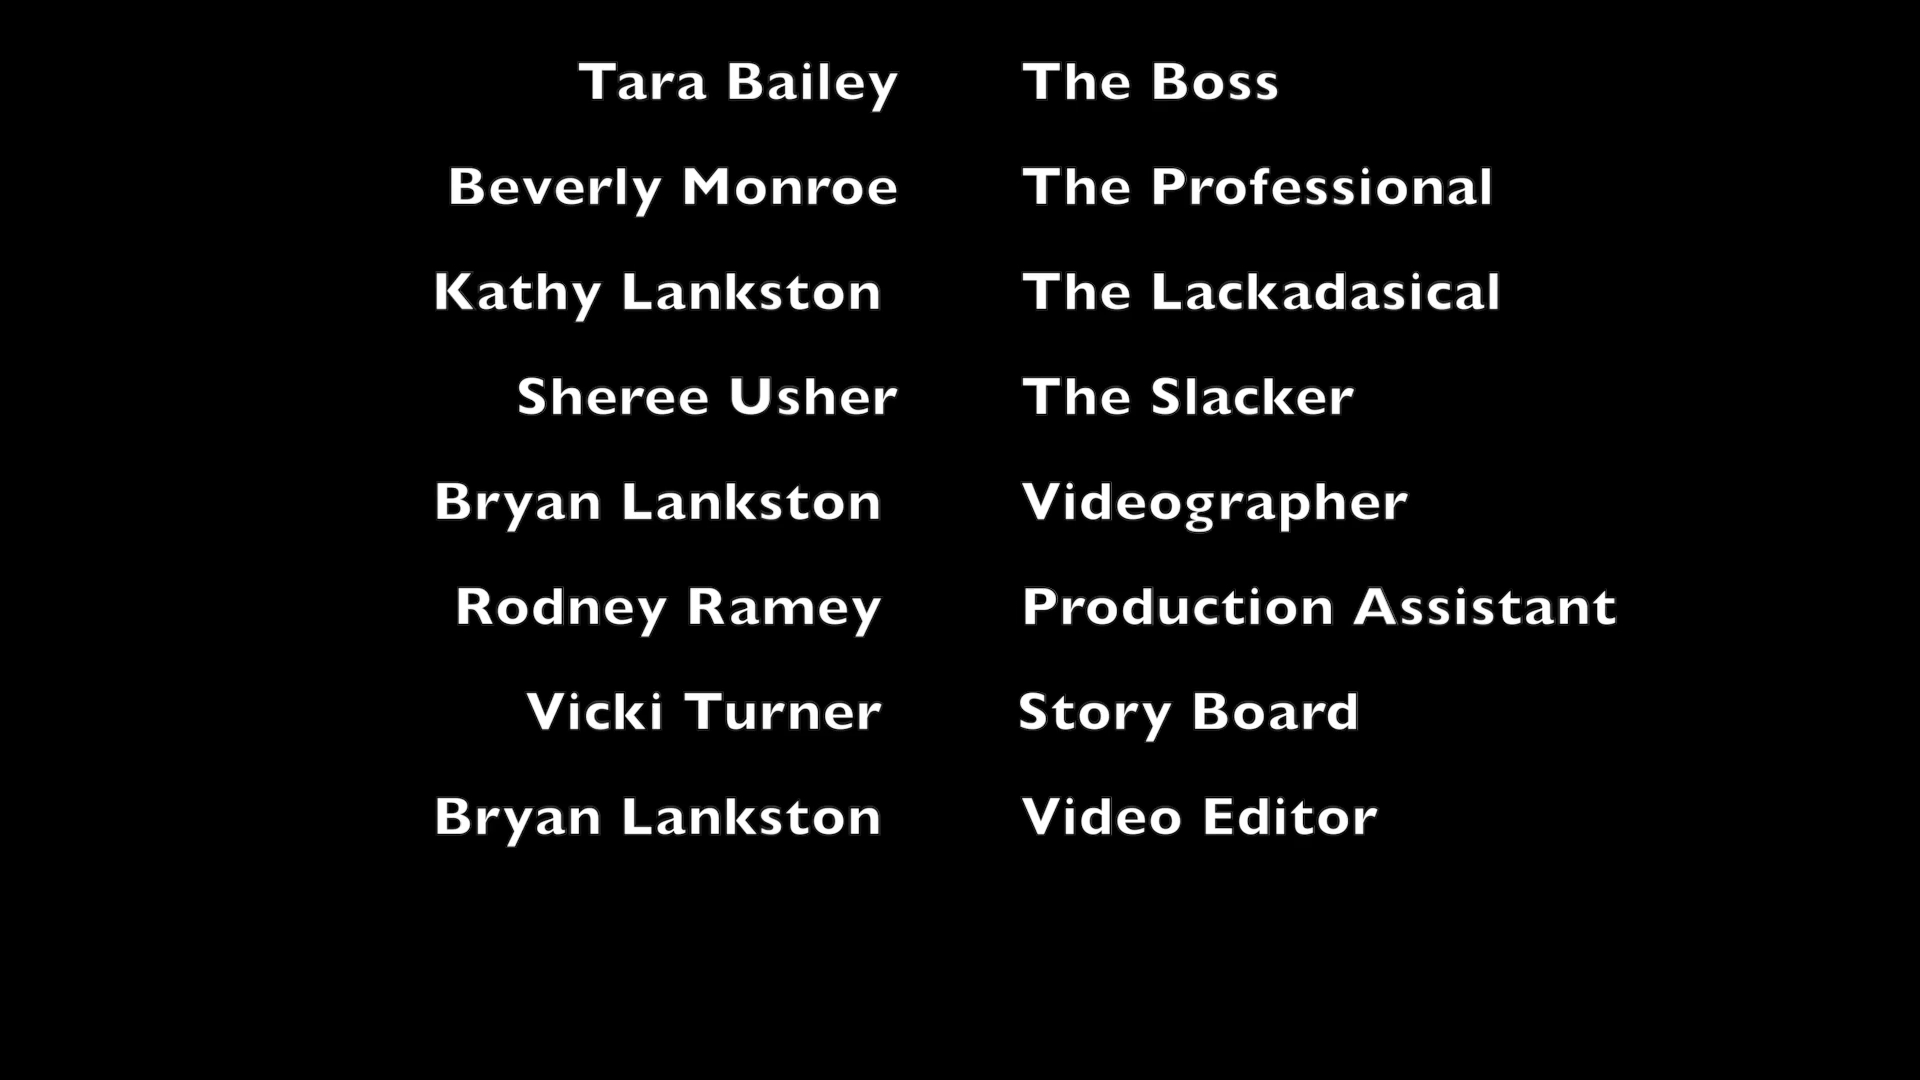 Tara Bailey The Boss
Beverly Monroe The Professional
Kathy Lankston The Lackadasical
Sheree Usher The Slacker
Bryan Lankston Videographer
Rodney Ramey Production Assistant
Vicki Turner Story Board
Bryan Lankston Video Editor